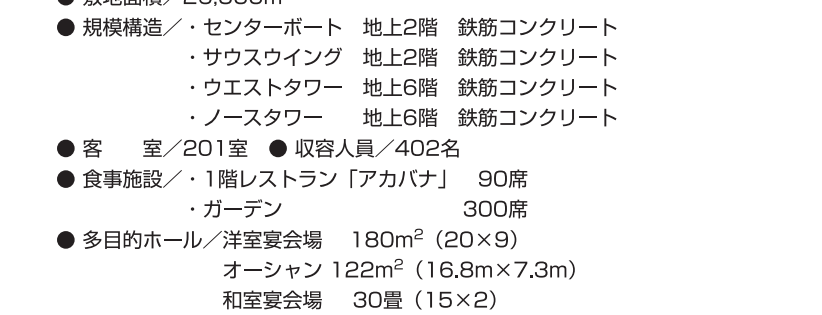 ● 規模構造／・センターポート 地上2階 鉄筋コンクリート
・サウスウイング 地上2階 鉄筋コンクリート
・ウエストタワー 地上6階 鉄筋コンクリート
・ノースタワー 地上6階 鉄筋コンクリート
● 客 室／201室 ● 収容人員／402名
● 食事施設／・1階レストラン「アカバナ」 90席
・ガーデン 300席
● 多目的ホール／洋室宴会場 180m²（20×9）
オーシャン 122m²（16.8m×7.3m）
和室宴会場 30畳（15×2）